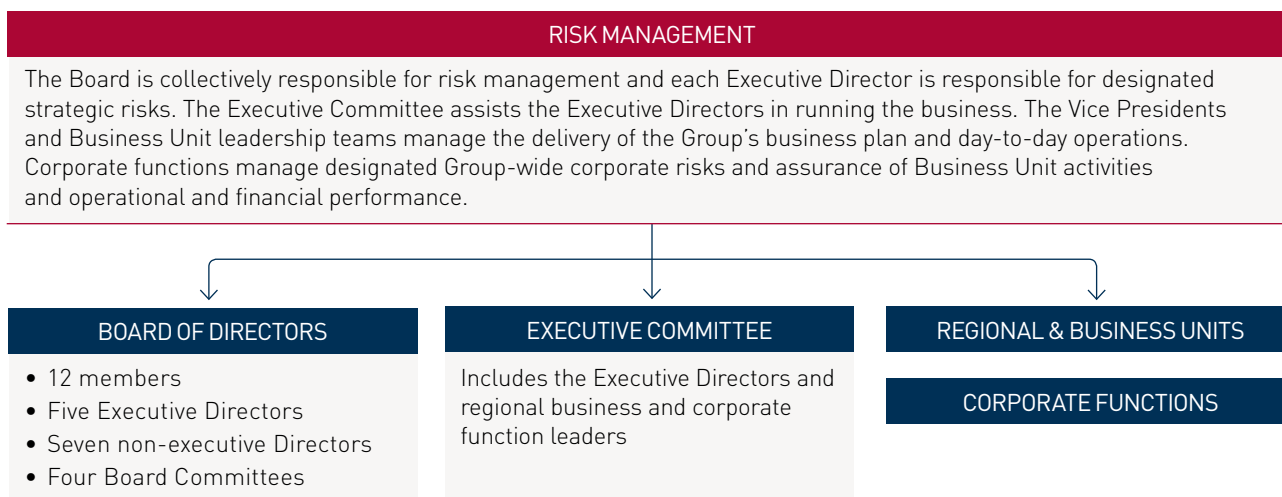 RISK MANAGEMENT
The Board is collectively responsible for risk management and each Executive Director is responsible for designated
strategic risks. The Executive Committee assists the Executive Directors in running the business. The Vice Presidents
and Business Unit leadership teams manage the delivery of the Group’s business plan and day-to-day operations.
Corporate functions manage designated Group-wide corporate risks and assurance of Business Unit activities
and operational and financial performance.
BOARD OF DIRECTORS
• 12 members
• Five Executive Directors
• Seven non-executive Directors
• Four Board Committees
EXECUTIVE COMMITTEE
Includes the Executive Directors and
regional business and corporate
function leaders
REGIONAL & BUSINESS UNITS
CORPORATE FUNCTIONS